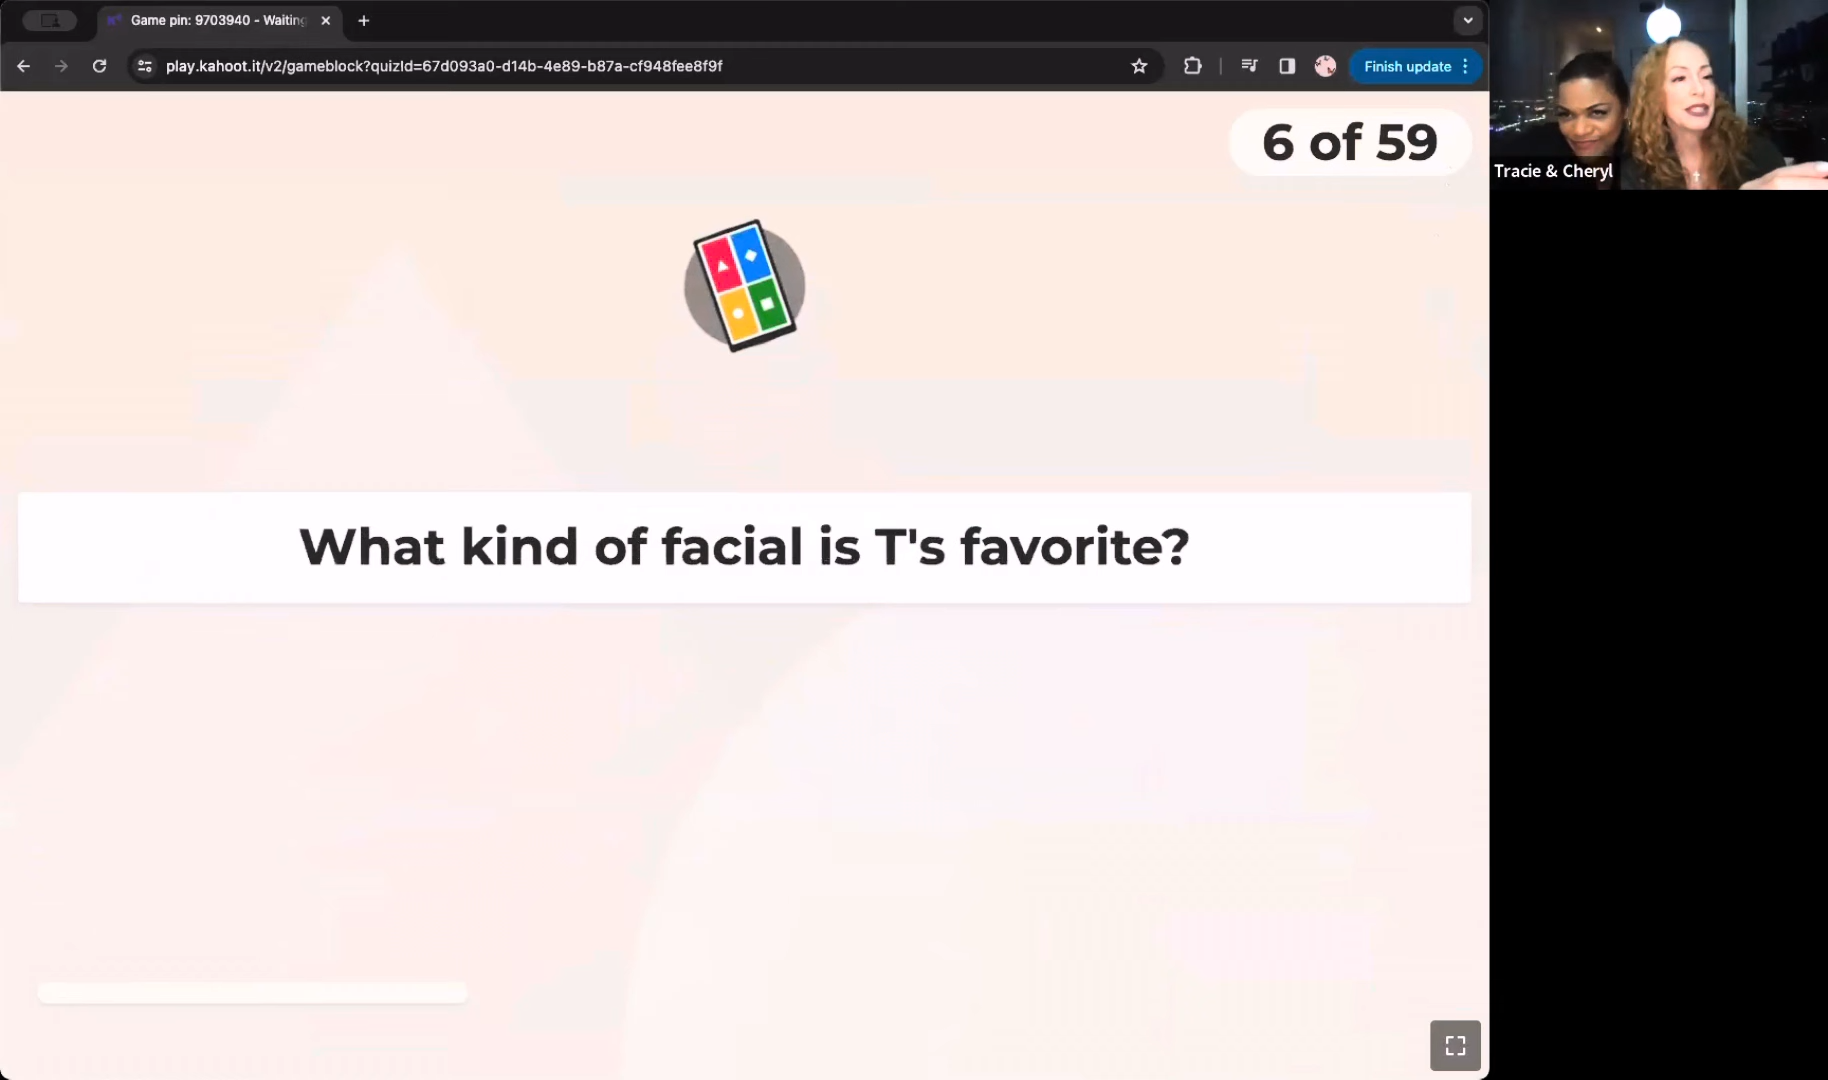 Game pin: 9703940 - Waiting
play.kahoot.it/v2/gameblock?quizId=67d093a0-d14b-4e89-b87a-cf948fee8f9f
Finish update
6 of 59
Tracie & Cheryl
What kind of facial is T's favorite?